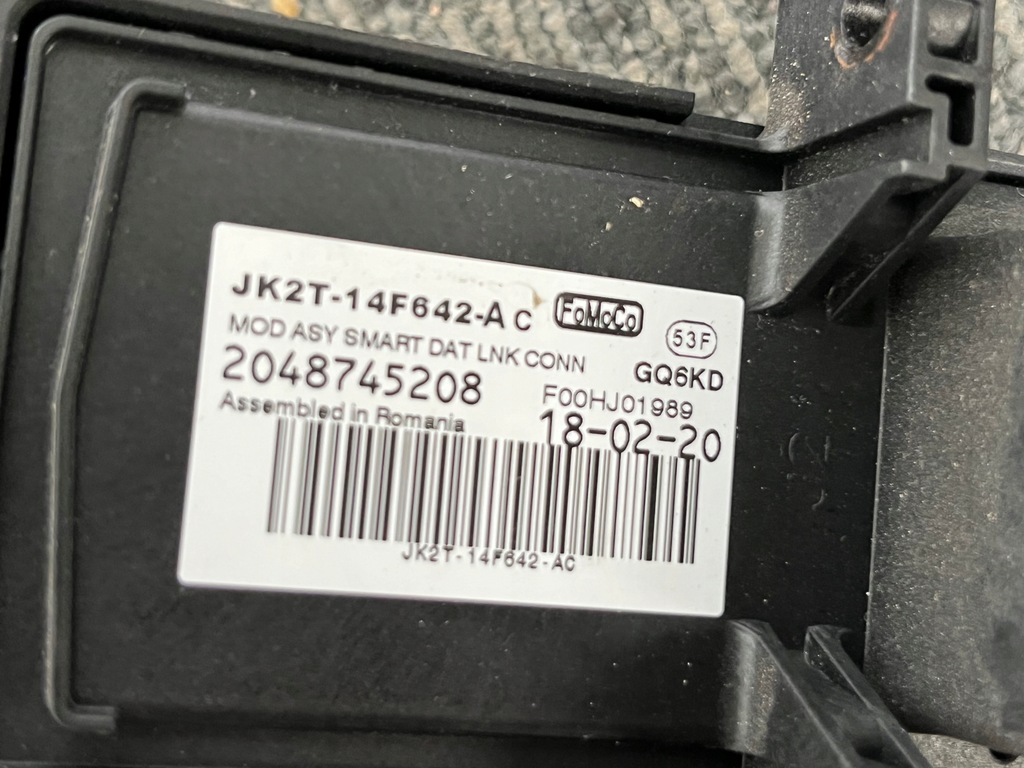 JK2T-14F642-A C FoMoCo
53F
MOD ASY SMART DAT LNK CONN GQ6KD
2048745208 F00HJ01989
Assembled in Romania 18-02-20
JK2T-14F642-AC